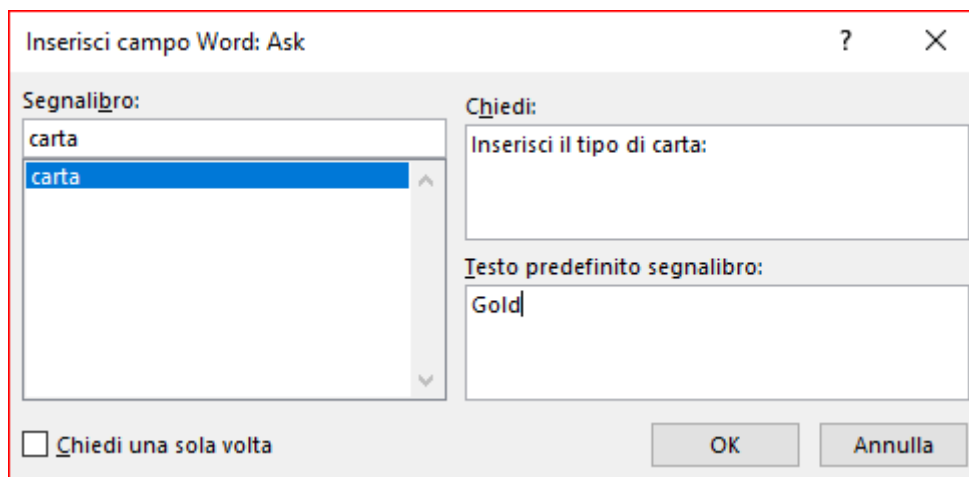 Inserisci campo Word: Ask
?
Segnalibro:
carta
carta
Chiedi:
Inserisci il tipo di carta:
Testo predefinito segnalibro:
Gold
Chiedi una sola volta
OK
Annulla